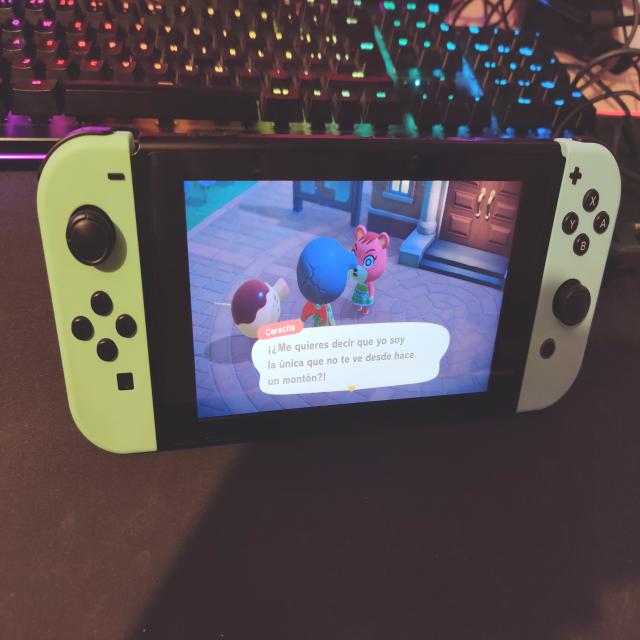 X
Y
A
B
Cerecita
¡¿Me quieres decir que yo soy
la única que no te ve desde hace
un montón?!